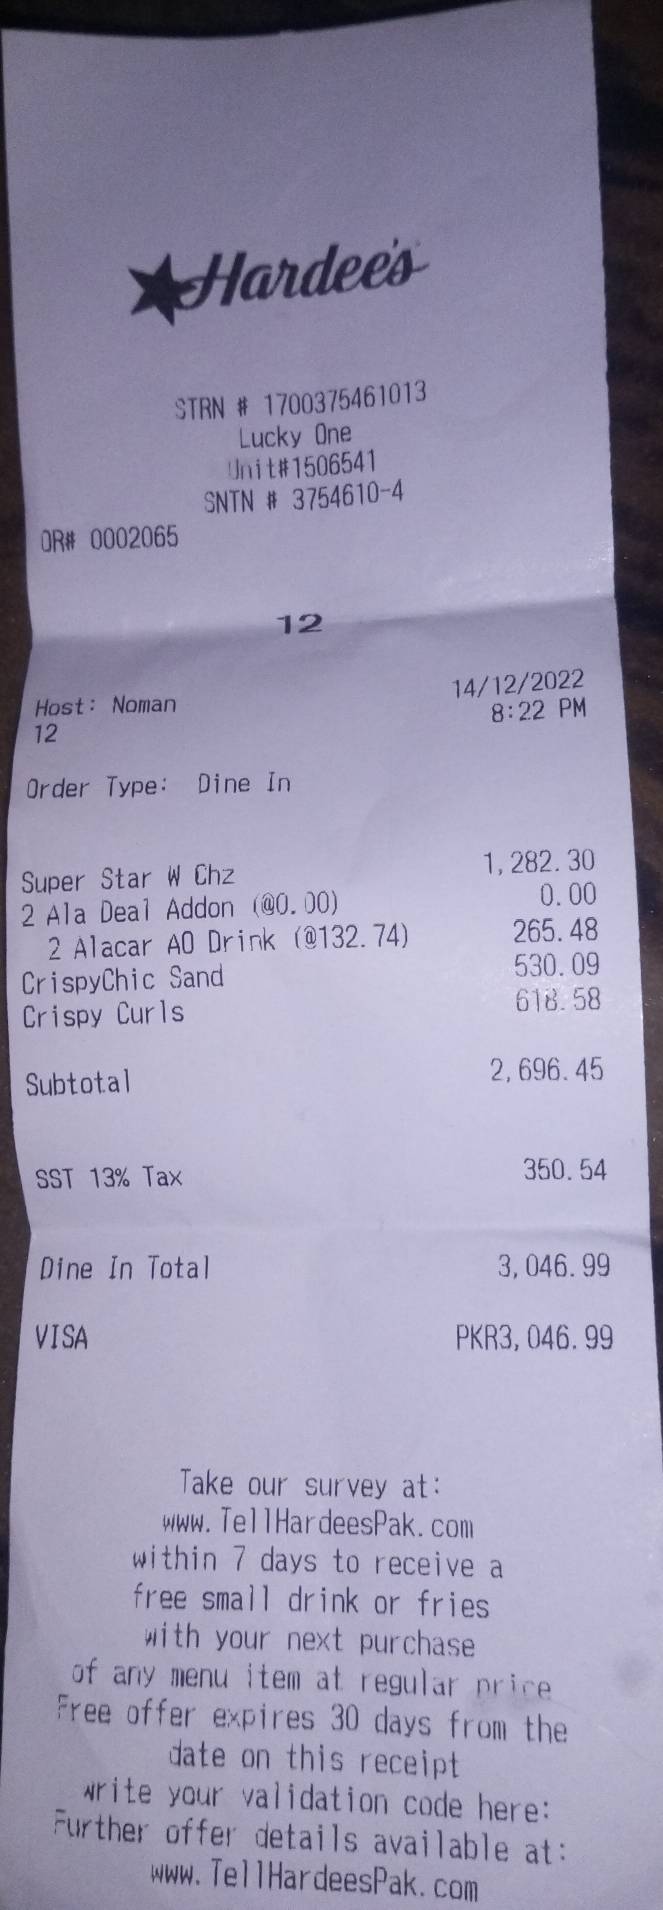 Hardee's
STRN # 1700375461013
Lucky One
Unit#1506541
SNTN # 3754610-4
OR# 0002065
12
Host: Noman 14/12/2022
12 8:22 PM
Order Type: Dine In
Super Star W Chz 1,282.30
2 Ala Deal Addon (@0.00) 0.00
2 Alacar AO Drink (@132.74) 265.48
CrispyChic Sand 530.09
Crispy Curls 618.58
Subtotal 2,696.45
SST 13% Tax 350.54
Dine In Total 3,046.99
VISA PKR3,046.99
Take our survey at:
www.TellHardeesPak.com
within 7 days to receive a
free small drink or fries
with your next purchase
of any menu item at regular price
Free offer expires 30 days from the
date on this receipt
write your validation code here:
Further offer details available at:
www.TellHardeesPak.com